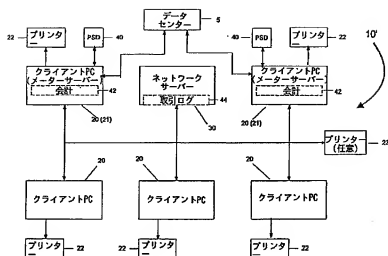 データ
センター
5
22
プリンタ
ー
PSD
40
40
PSD
プリンタ
ー
22
10'
クライアントPC
(メーターサーバー)
会計
42
20 (21)
ネットワーク
サーバー
取引ログ
44
30
クライアントPC
(メーターサーバー)
会計
42
20 (21)
プリンター
(任意)
22
20
クライアントPC
20
クライアントPC
20
クライアントPC
プリンタ
ー
22
プリンタ
ー
22
プリンタ
ー
22